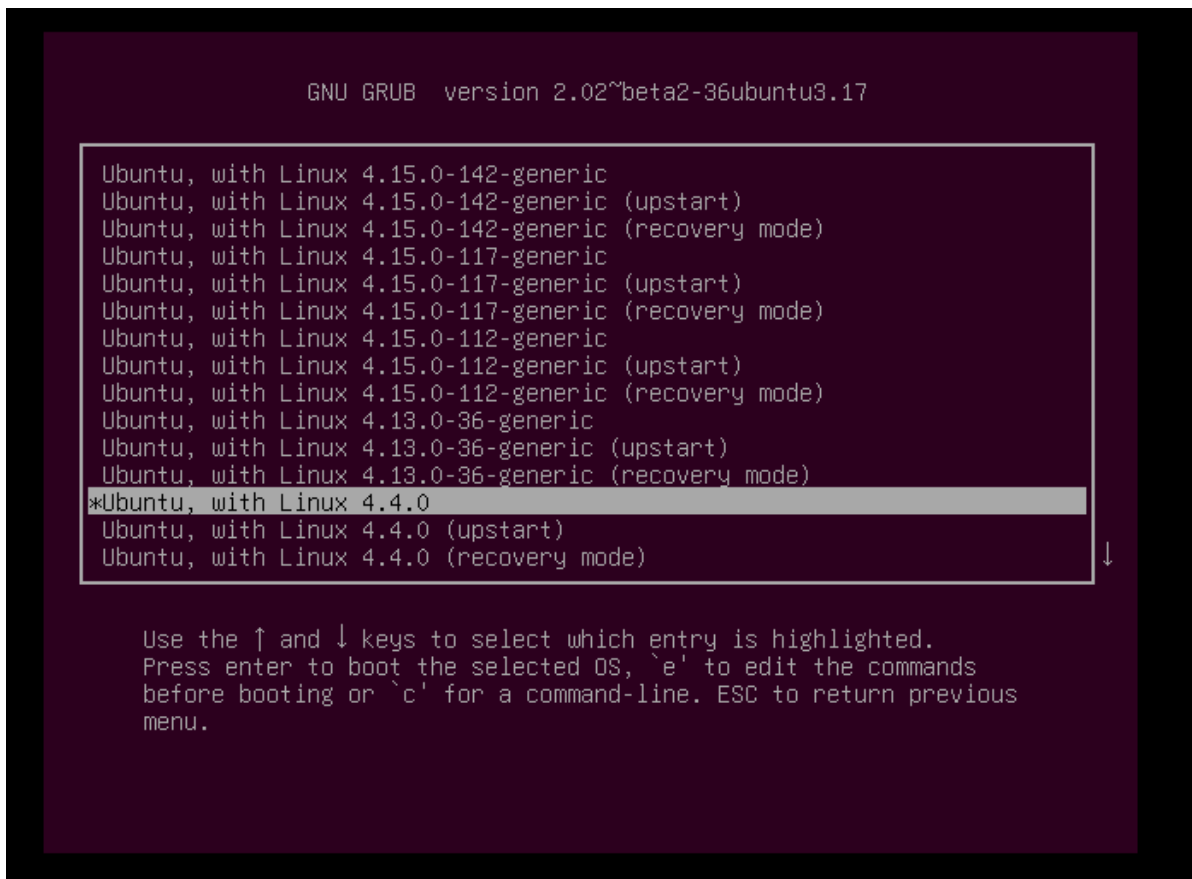 GNU GRUB  version 2.02~beta2-36ubuntu3.17
Ubuntu, with Linux 4.15.0-142-generic
Ubuntu, with Linux 4.15.0-142-generic (upstart)
Ubuntu, with Linux 4.15.0-142-generic (recovery mode)
Ubuntu, with Linux 4.15.0-117-generic
Ubuntu, with Linux 4.15.0-117-generic (upstart)
Ubuntu, with Linux 4.15.0-117-generic (recovery mode)
Ubuntu, with Linux 4.15.0-112-generic
Ubuntu, with Linux 4.15.0-112-generic (upstart)
Ubuntu, with Linux 4.15.0-112-generic (recovery mode)
Ubuntu, with Linux 4.13.0-36-generic
Ubuntu, with Linux 4.13.0-36-generic (upstart)
Ubuntu, with Linux 4.13.0-36-generic (recovery mode)
*Ubuntu, with Linux 4.4.0
Ubuntu, with Linux 4.4.0 (upstart)
Ubuntu, with Linux 4.4.0 (recovery mode) ↓
Use the ↑ and ↓ keys to select which entry is highlighted.
Press enter to boot the selected OS, `e' to edit the commands
before booting or `c' for a command-line. ESC to return previous
menu.